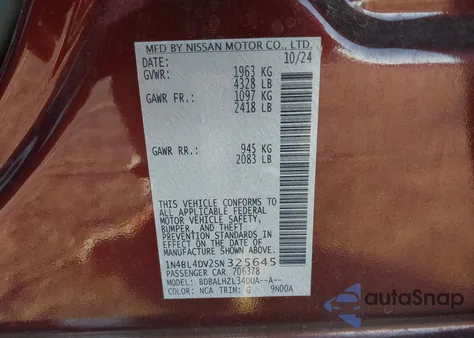 MFD BY NISSAN MOTOR CO., LTD.
DATE: 10/24
GVWR: 1963 KG
4328 LB
GAWR FR: 1097 KG
2418 LB
GAWR RR: 945 KG
2083 LB
THIS VEHICLE CONFORMS TO
ALL APPLICABLE FEDERAL
MOTOR VEHICLE SAFETY,
BUMPER, AND THEFT
PREVENTION STANDARDS IN
EFFECT ON THE DATE OF
MANUFACTURE SHOWN ABOVE.
1N4BL4DV2SN325645
PASSENGER CAR 706378
MODEL: BDBALHZL34DUA--A--
COLOR: NCA TRIM: G 9N00A
autoSnap